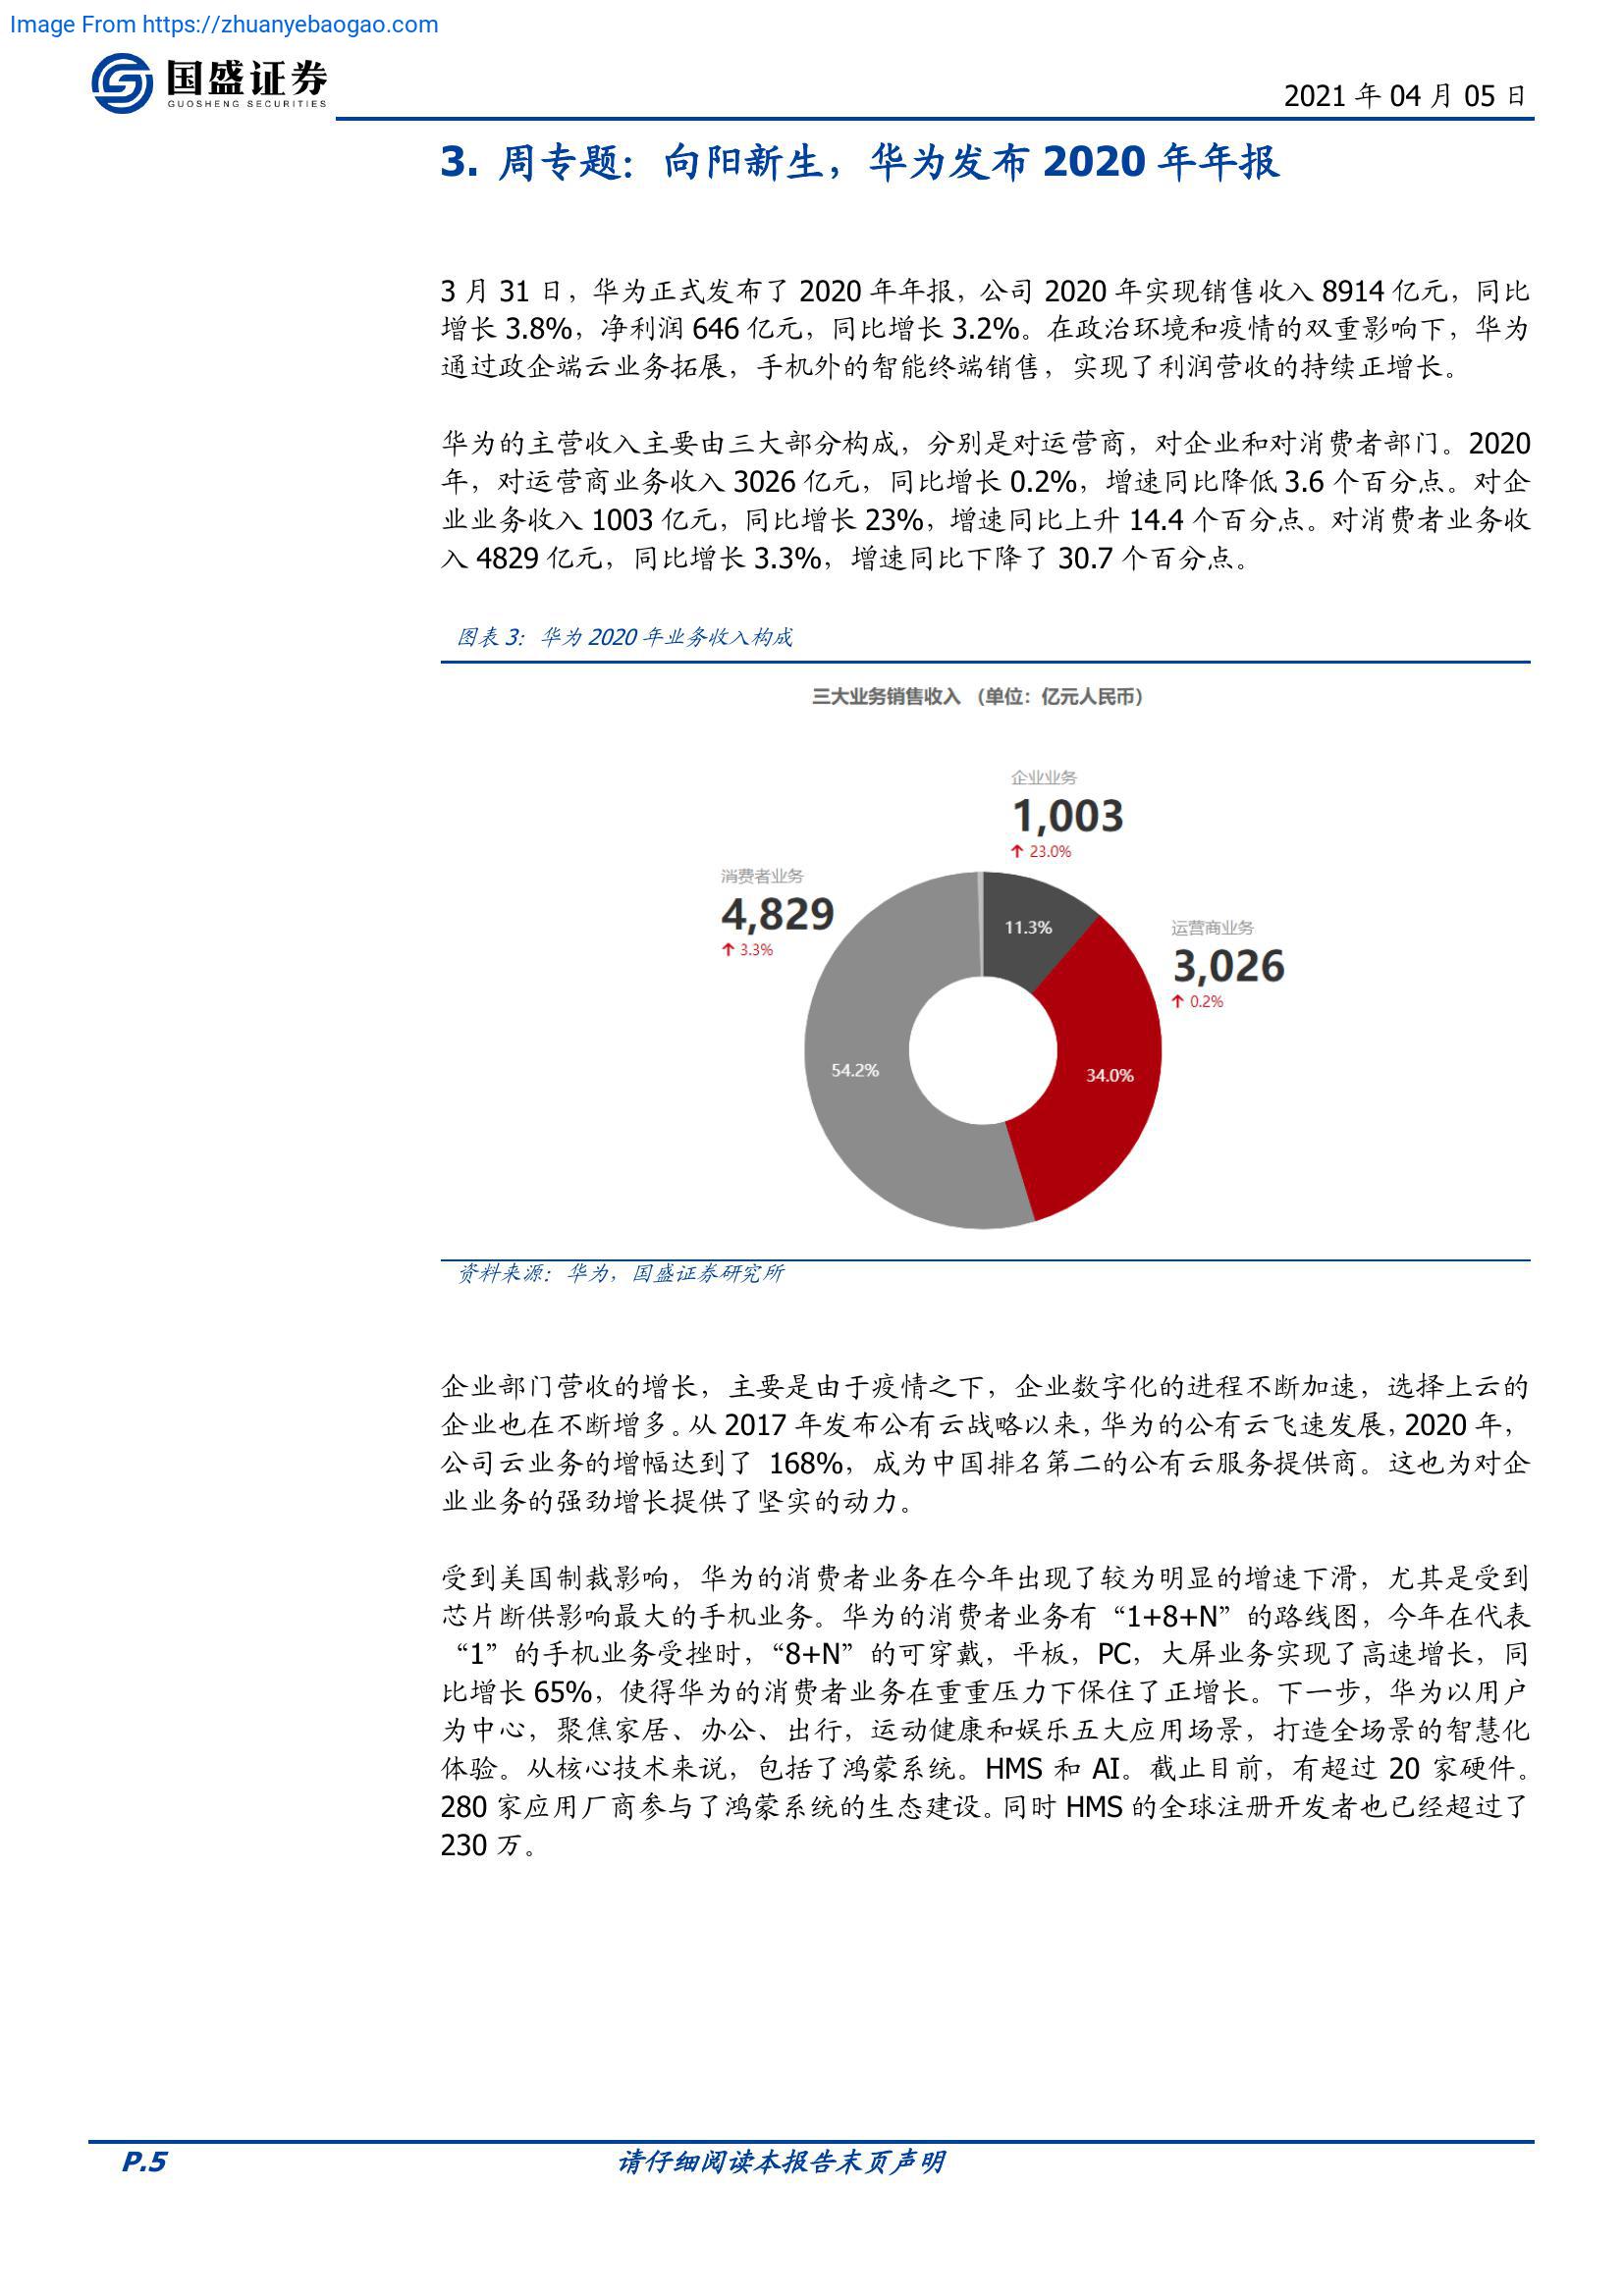 Image From https://zhuanyebaogao.com
国盛证券
GUOSHENG SECURITIES
2021 年 04 月 05 日
3. 周专题：向阳新生，华为发布 2020 年年报
3 月 31 日，华为正式发布了 2020 年年报，公司 2020 年实现销售收入 8914 亿元，同比
增长 3.8%，净利润 646 亿元，同比增长 3.2%。在政治环境和疫情的双重影响下，华为
通过政企端云业务拓展，手机外的智能终端销售，实现了利润营收的持续正增长。
华为的主营收入主要由三大部分构成，分别是对运营商，对企业和对消费者部门。2020
年，对运营商业务收入 3026 亿元，同比增长 0.2%，增速同比降低 3.6 个百分点。对企
业业务收入 1003 亿元，同比增长 23%，增速同比上升 14.4 个百分点。对消费者业务收
入 4829 亿元，同比增长 3.3%，增速同比下降了 30.7 个百分点。
图表 3：华为 2020 年业务收入构成
三大业务销售收入 （单位：亿元人民币）
企业业务
1,003
↑ 23.0%
消费者业务
4,829
↑ 3.3%
11.3%
运营商业务
3,026
↑ 0.2%
54.2%
34.0%
资料来源：华为，国盛证券研究所
企业部门营收的增长，主要是由于疫情之下，企业数字化的进程不断加速，选择上云的
企业也在不断增多。从 2017 年发布公有云战略以来，华为的公有云飞速发展，2020 年，
公司云业务的增幅达到了 168%，成为中国排名第二的公有云服务提供商。这也为对企
业业务的强劲增长提供了坚实的动力。
受到美国制裁影响，华为的消费者业务在今年出现了较为明显的增速下滑，尤其是受到
芯片断供影响最大的手机业务。华为的消费者业务有“1+8+N”的路线图，今年在代表
“1”的手机业务受挫时，“8+N”的可穿戴，平板，PC，大屏业务实现了高速增长，同
比增长 65%，使得华为的消费者业务在重重压力下保住了正增长。下一步，华为以用户
为中心，聚焦家居、办公、出行，运动健康和娱乐五大应用场景，打造全场景的智慧化
体验。从核心技术来说，包括了鸿蒙系统。HMS 和 AI。截止目前，有超过 20 家硬件。
280 家应用厂商参与了鸿蒙系统的生态建设。同时 HMS 的全球注册开发者也已经超过了
230 万。
P.5
请仔细阅读本报告末页声明